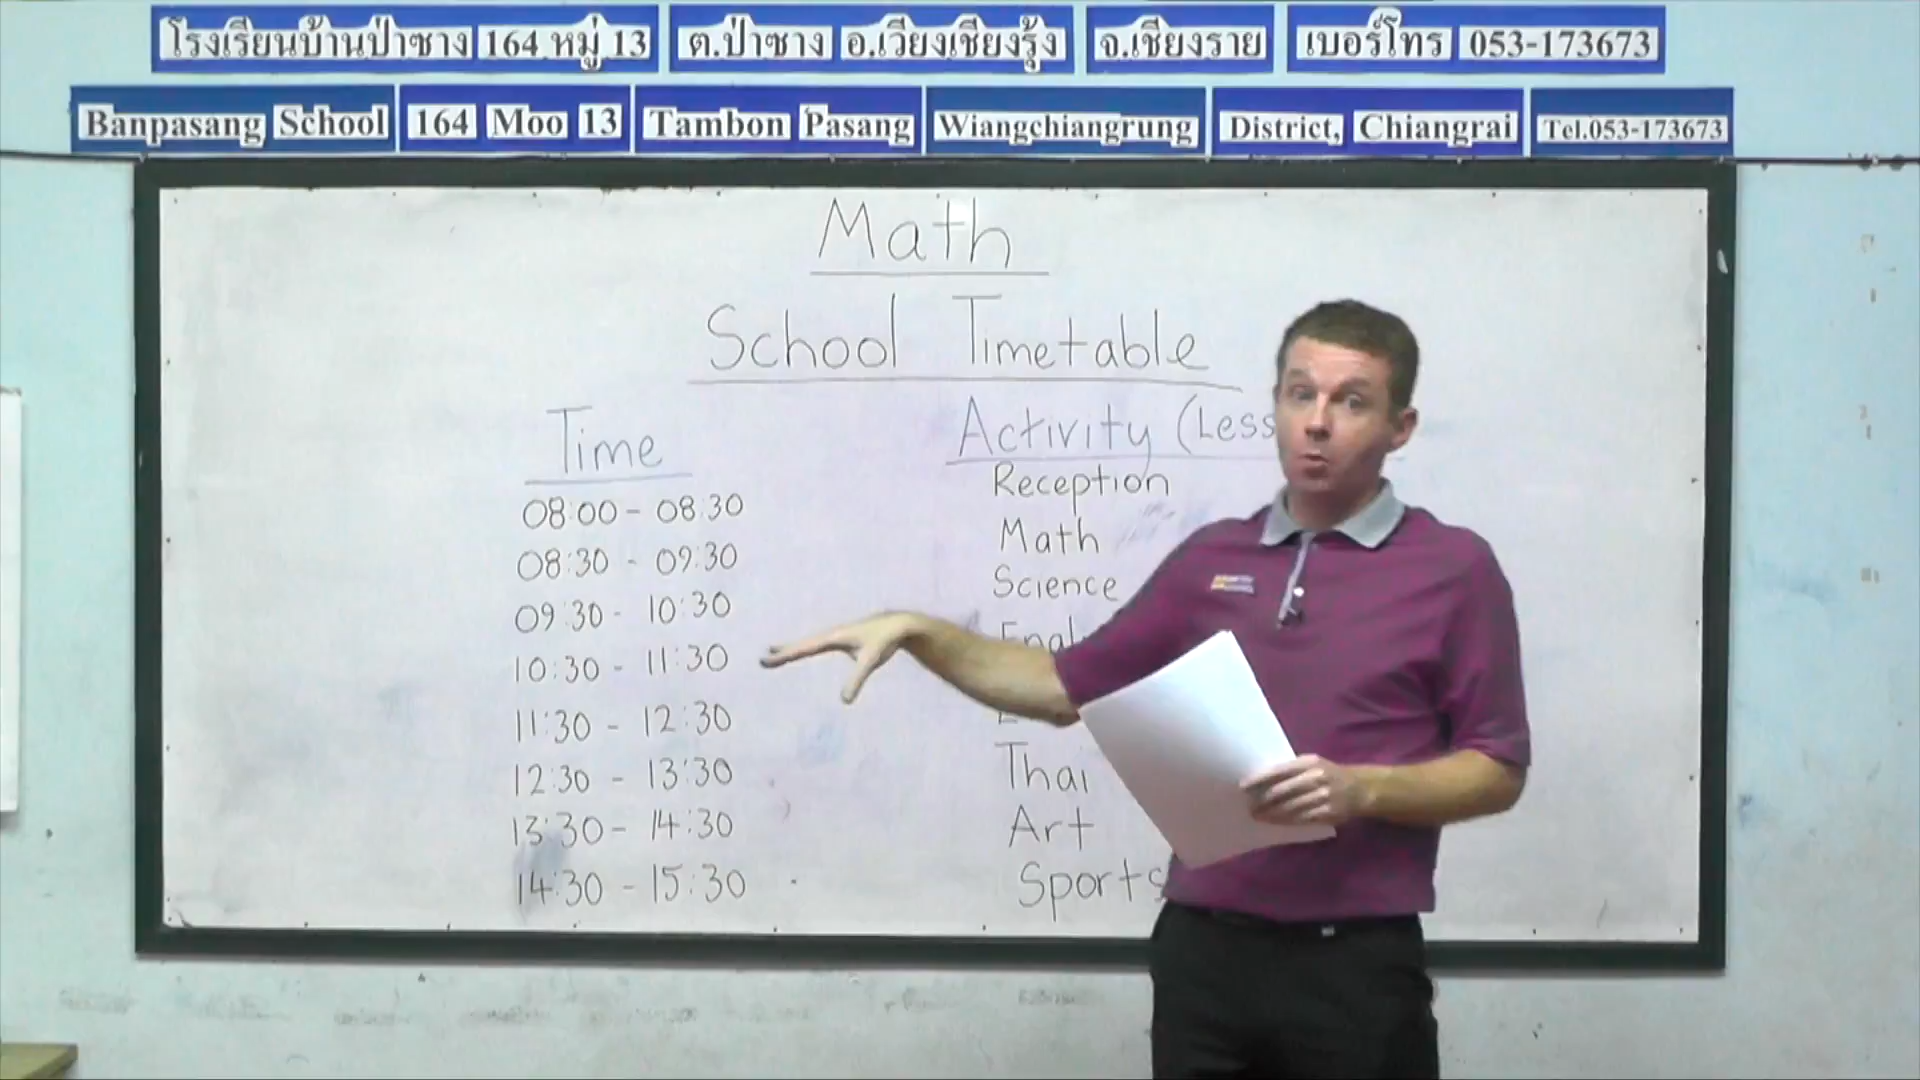 โรงเรียนบ้านป่าซาง 164 หมู่ 13 ต.ป่าซาง อ.เวียงเชียงรุ้ง จ.เชียงราย เบอร์โทร 053-173673
Banpasang School 164 Moo 13 Tambon Pasang Wiangchiangrung District, Chiangrai Tel.053-173673
Math
School Timetable
Time Activity (Less
08:00 - 08:30 Reception
08:30 - 09:30 Math
09:30 - 10:30 Science
10:30 - 11:30
11:30 - 12:30
12:30 - 13:30 Thai
13:30 - 14:30 Art
14:30 - 15:30 Sports